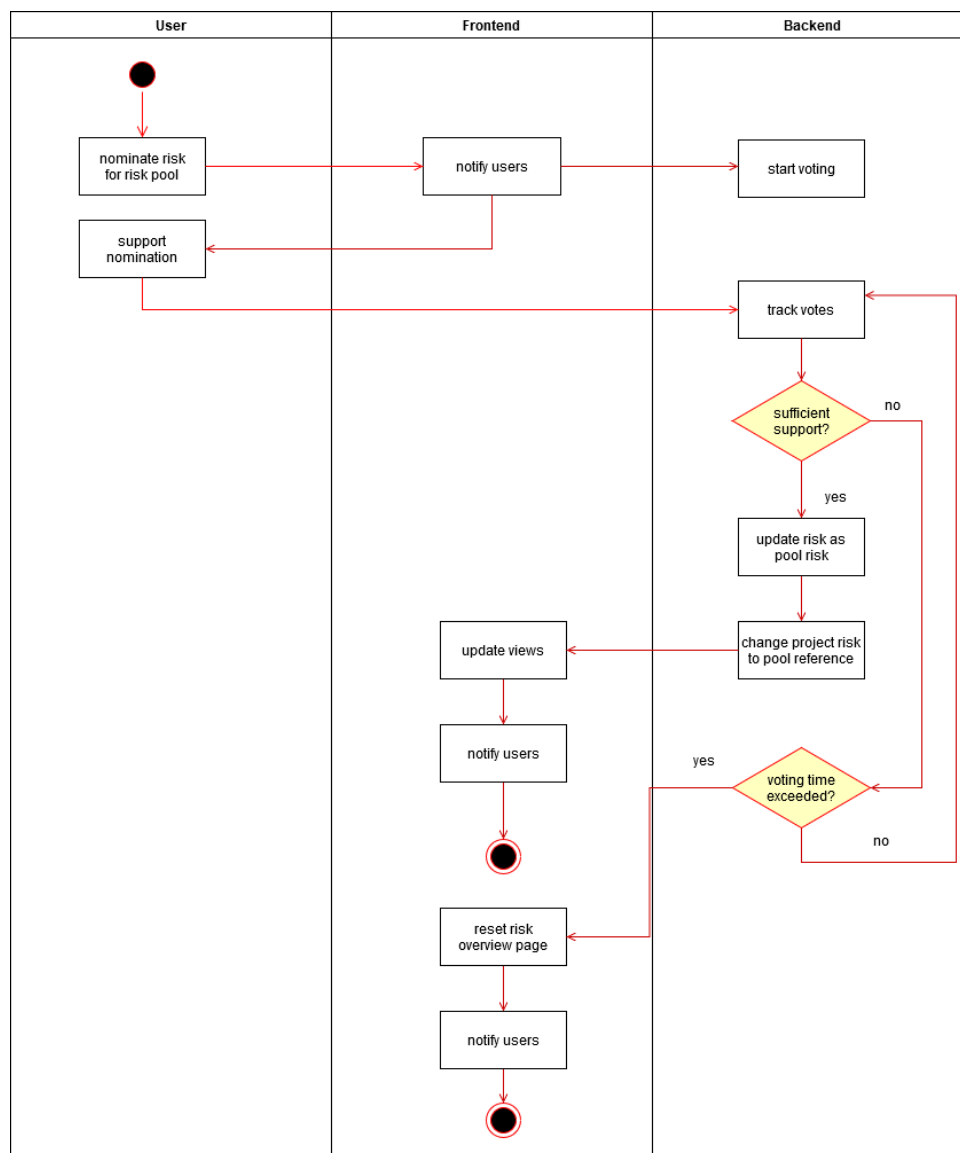 User
Frontend
Backend
nominate risk
for risk pool
notify users
start voting
support
nomination
track votes
sufficient
support?
no
yes
update risk as
pool risk
update views
change project risk
to pool reference
notify users
yes
voting time
exceeded?
no
reset risk
overview page
notify users